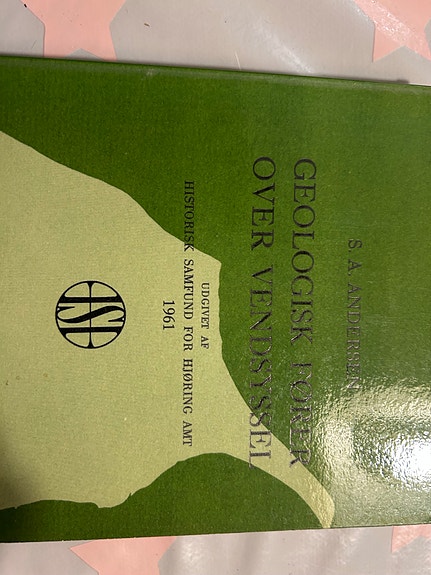 S. A. ANDERSEN
GEOLOGISK FØRER
OVER VENDSYSSEL
UDGIVET AF
HISTORISK SAMFUND FOR HJØRING AMT
1961